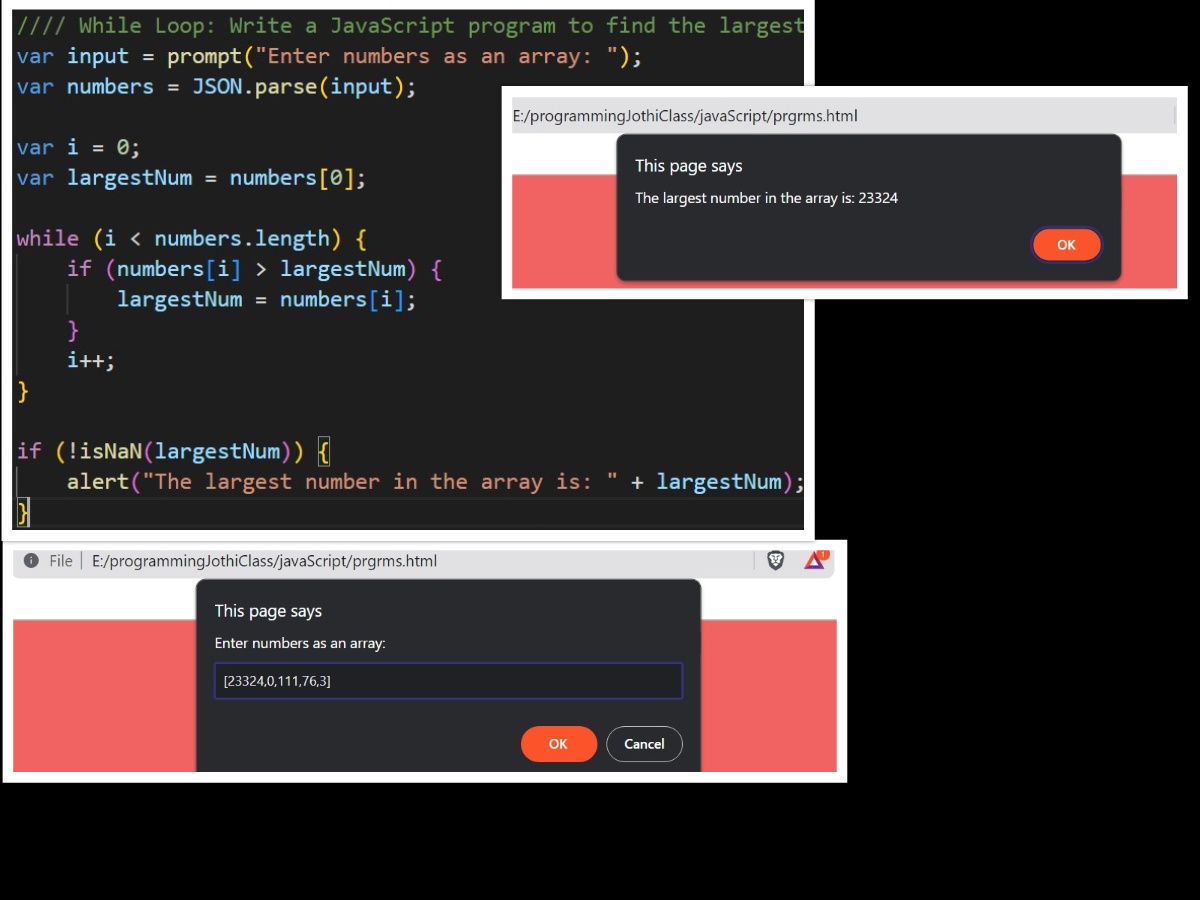 //// While Loop: Write a JavaScript program to find the largest
var input = prompt("Enter numbers as an array: ");
var numbers = JSON.parse(input);
var i = 0;
var largestNum = numbers[0];
while (i < numbers.length) {
    if (numbers[i] > largestNum) {
        largestNum = numbers[i];
    }
    i++;
}
if (!isNaN(largestNum)) {
    alert("The largest number in the array is: " + largestNum);
}
E:/programmingJothiClass/javaScript/prgrms.html
This page says
The largest number in the array is: 23324
OK
File | E:/programmingJothiClass/javaScript/prgrms.html
1
This page says
Enter numbers as an array:
[23324,0,111,76,3]
OK Cancel